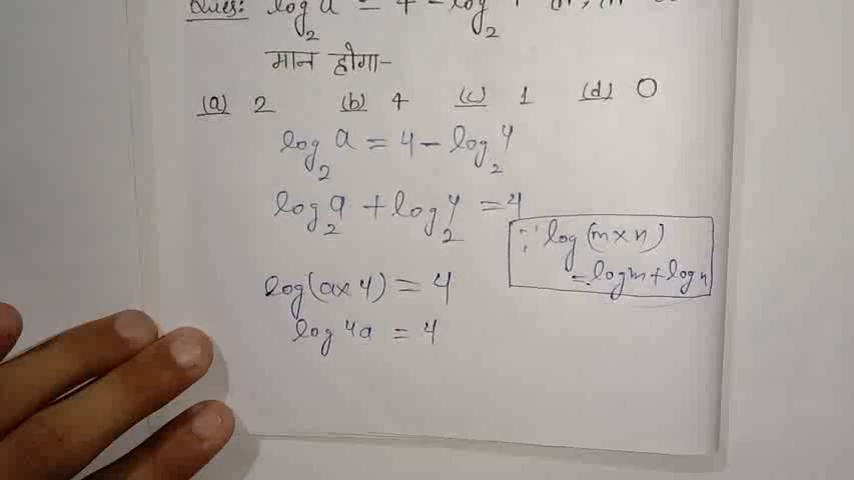 Ques: log₂ a = 4 - log₂
मान होगा-
(a) 2 (b) 4 (c) 1 (d) 0
log₂ a = 4 - log₂ 4
log₂ a + log₂ 4 = 4
∵ log (m × n)
= log m + log n
log (a × 4) = 4
log 4a = 4